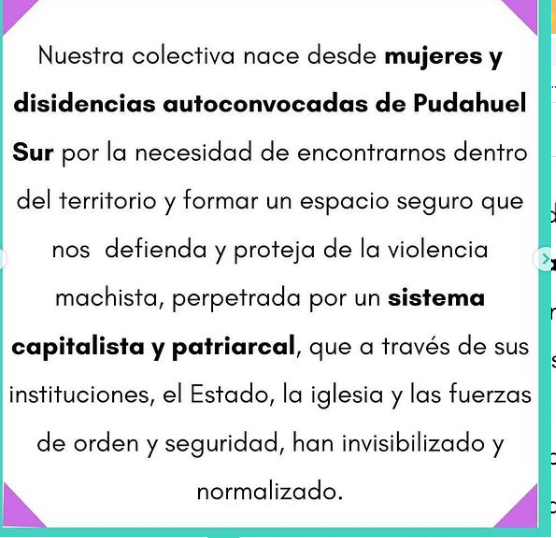 Nuestra colectiva nace desde mujeres y
disidencias autoconvocadas de Pudahuel
Sur por la necesidad de encontrarnos dentro
del territorio y formar un espacio seguro que
nos defienda y proteja de la violencia
machista, perpetrada por un sistema
capitalista y patriarcal, que a través de sus
instituciones, el Estado, la iglesia y las fuerzas
de orden y seguridad, han invisibilizado y
normalizado.